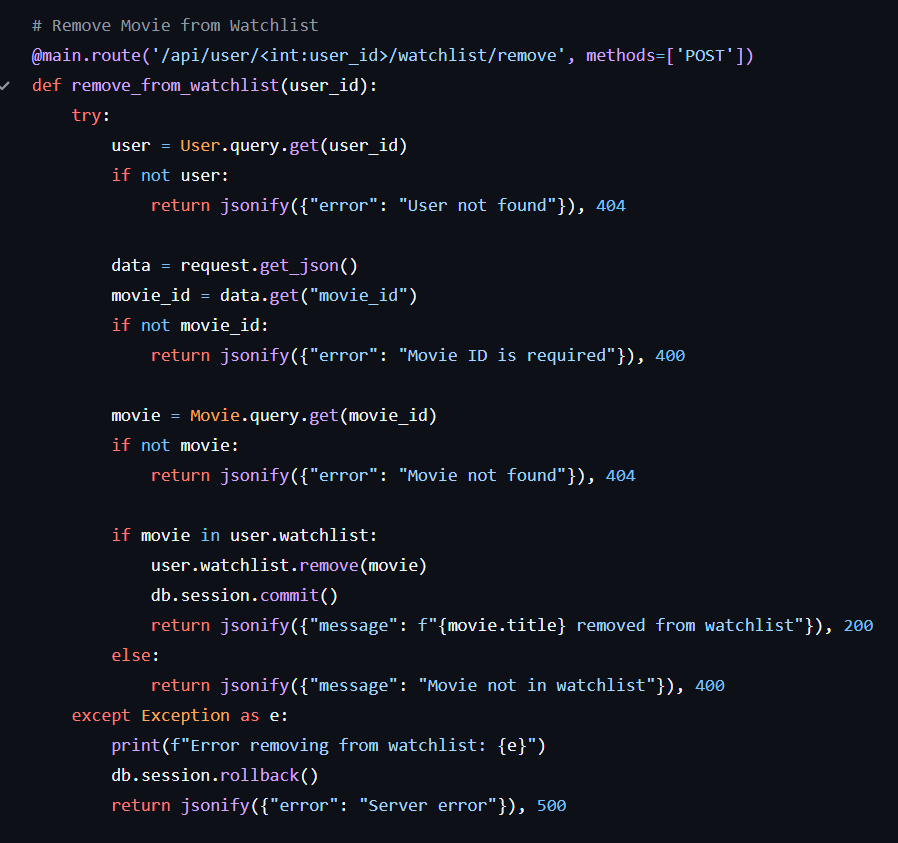 # Remove Movie from Watchlist
@main.route('/api/user/<int:user_id>/watchlist/remove', methods=['POST'])
def remove_from_watchlist(user_id):
    try:
        user = User.query.get(user_id)
        if not user:
            return jsonify({"error": "User not found"}), 404

        data = request.get_json()
        movie_id = data.get("movie_id")
        if not movie_id:
            return jsonify({"error": "Movie ID is required"}), 400

        movie = Movie.query.get(movie_id)
        if not movie:
            return jsonify({"error": "Movie not found"}), 404

        if movie in user.watchlist:
            user.watchlist.remove(movie)
            db.session.commit()
            return jsonify({"message": f"{movie.title} removed from watchlist"}), 200
        else:
            return jsonify({"message": "Movie not in watchlist"}), 400
    except Exception as e:
        print(f"Error removing from watchlist: {e}")
        db.session.rollback()
        return jsonify({"error": "Server error"}), 500